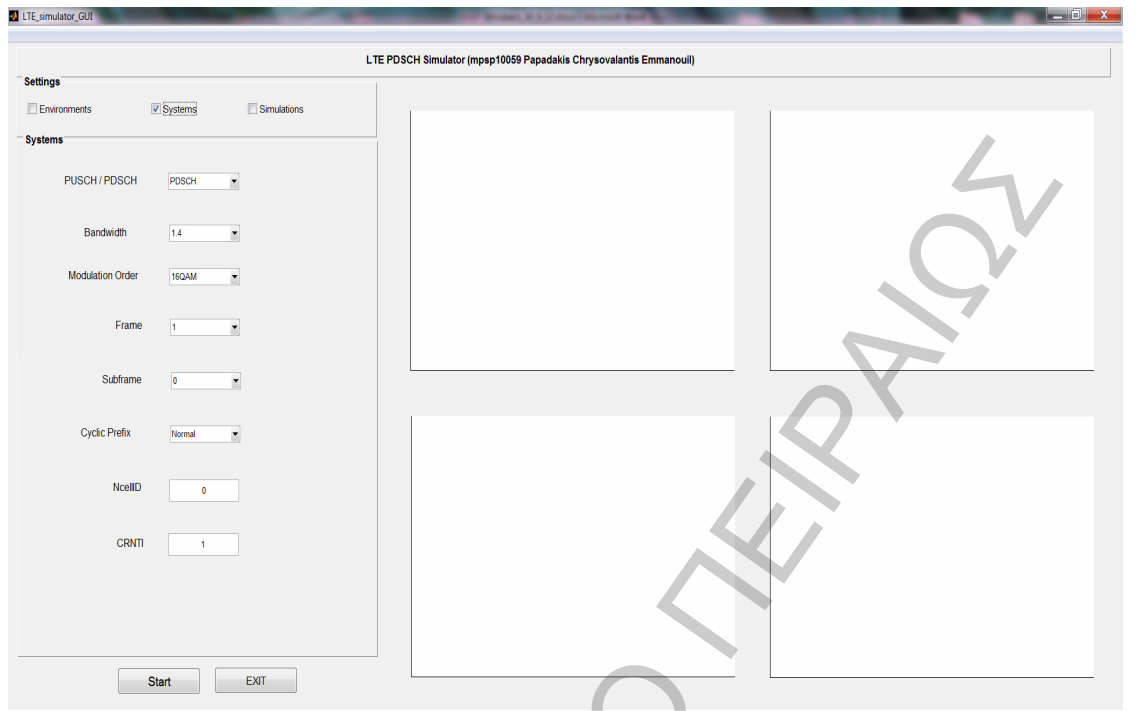 LTE_simulator_GUI
LTE PDSCH Simulator (mpsp10059 Papadakis Chrysovalantis Emmanouil)
Settings
Environments Systems Simulations
Systems
PUSCH / PDSCH PDSCH
Bandwidth 1.4
Modulation Order 16QAM
Frame 1
Subframe 0
Cyclic Prefix Normal
NcellID 0
CRNTI 1
Start EXIT
Ο ΠΕΙΡΑΙΩΣ